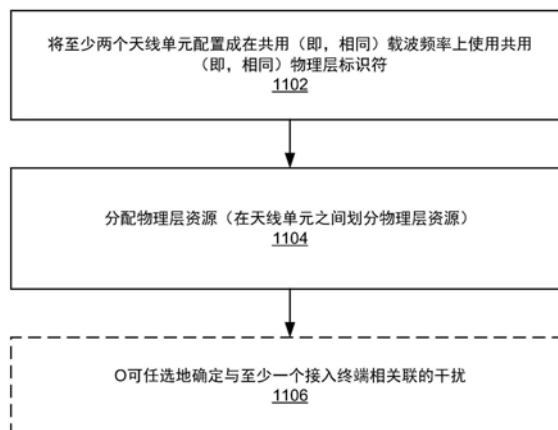 将至少两个天线单元配置成在共用（即，相同）载波频率上使用共用
（即，相同）物理层标识符
1102
分配物理层资源（在天线单元之间划分物理层资源）
1104
O可任选地确定与至少一个接入终端相关联的干扰
1106